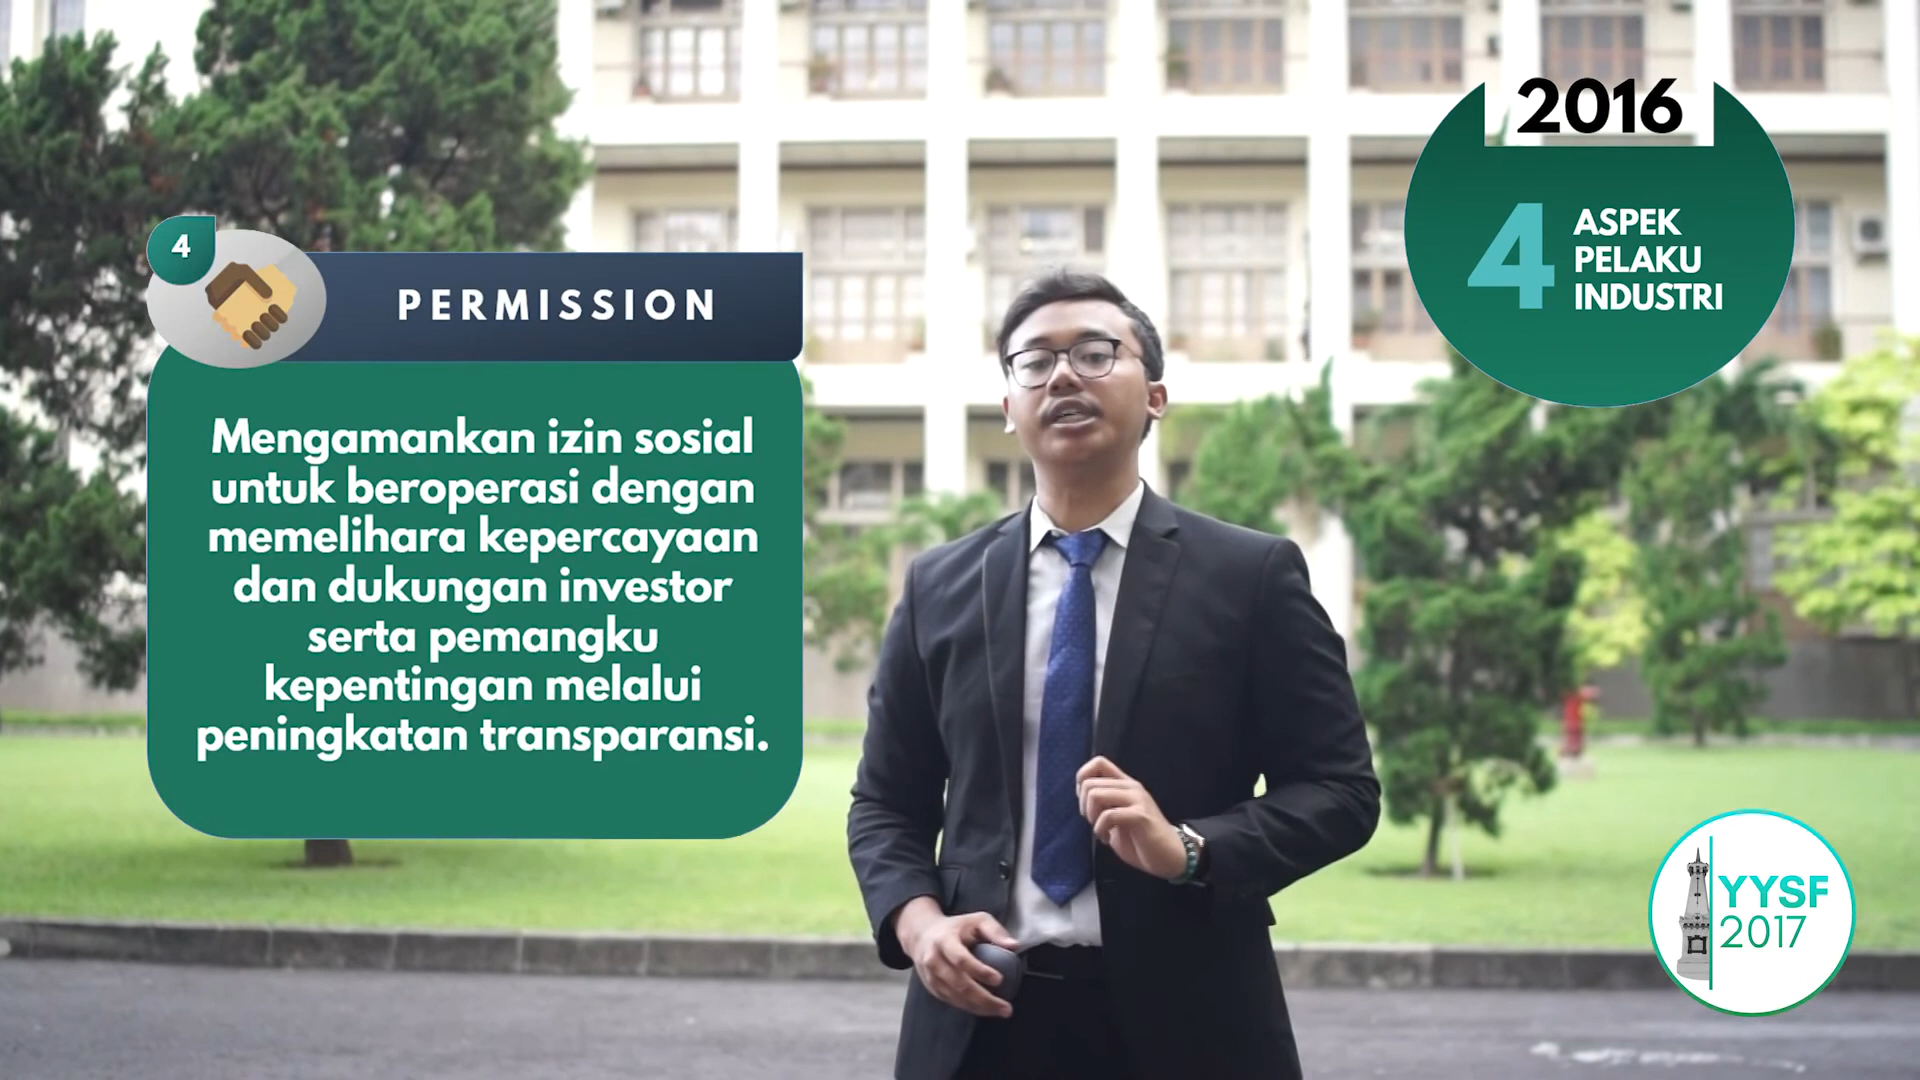 4
PERMISSION
Mengamankan izin sosial
untuk beroperasi dengan
memelihara kepercayaan
dan dukungan investor
serta pemangku
kepentingan melalui
peningkatan transparansi.
2016
4
ASPEK
PELAKU
INDUSTRI
YYSF
2017